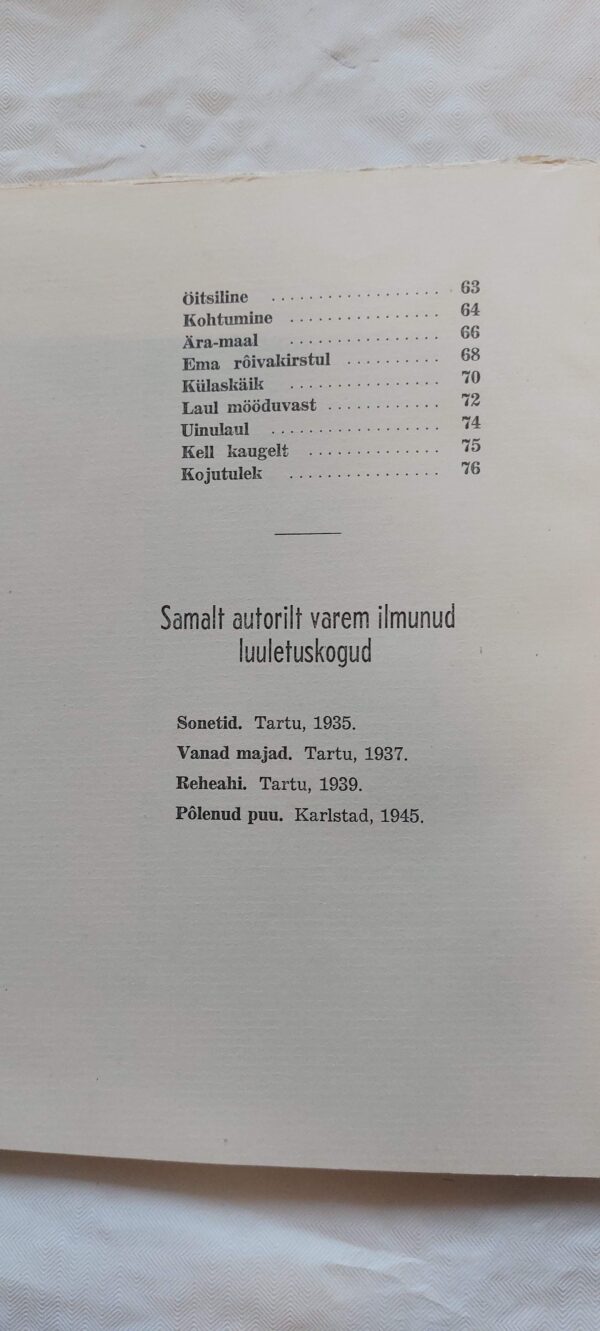 Öitsiline .................. 63
Kohtumine ................ 64
Ära-maal ................ 66
Ema rôivakirstul .......... 68
Külaskäik ................ 70
Laul mööduvast ............ 72
Uinulaul .................. 74
Kell kaugelt .............. 75
Kojutulek ................ 76
Samalt autorilt varem ilmunud
luuletuskogud
Sonetid. Tartu, 1935.
Vanad majad. Tartu, 1937.
Reheahi. Tartu, 1939.
Pôlenud puu. Karlstad, 1945.